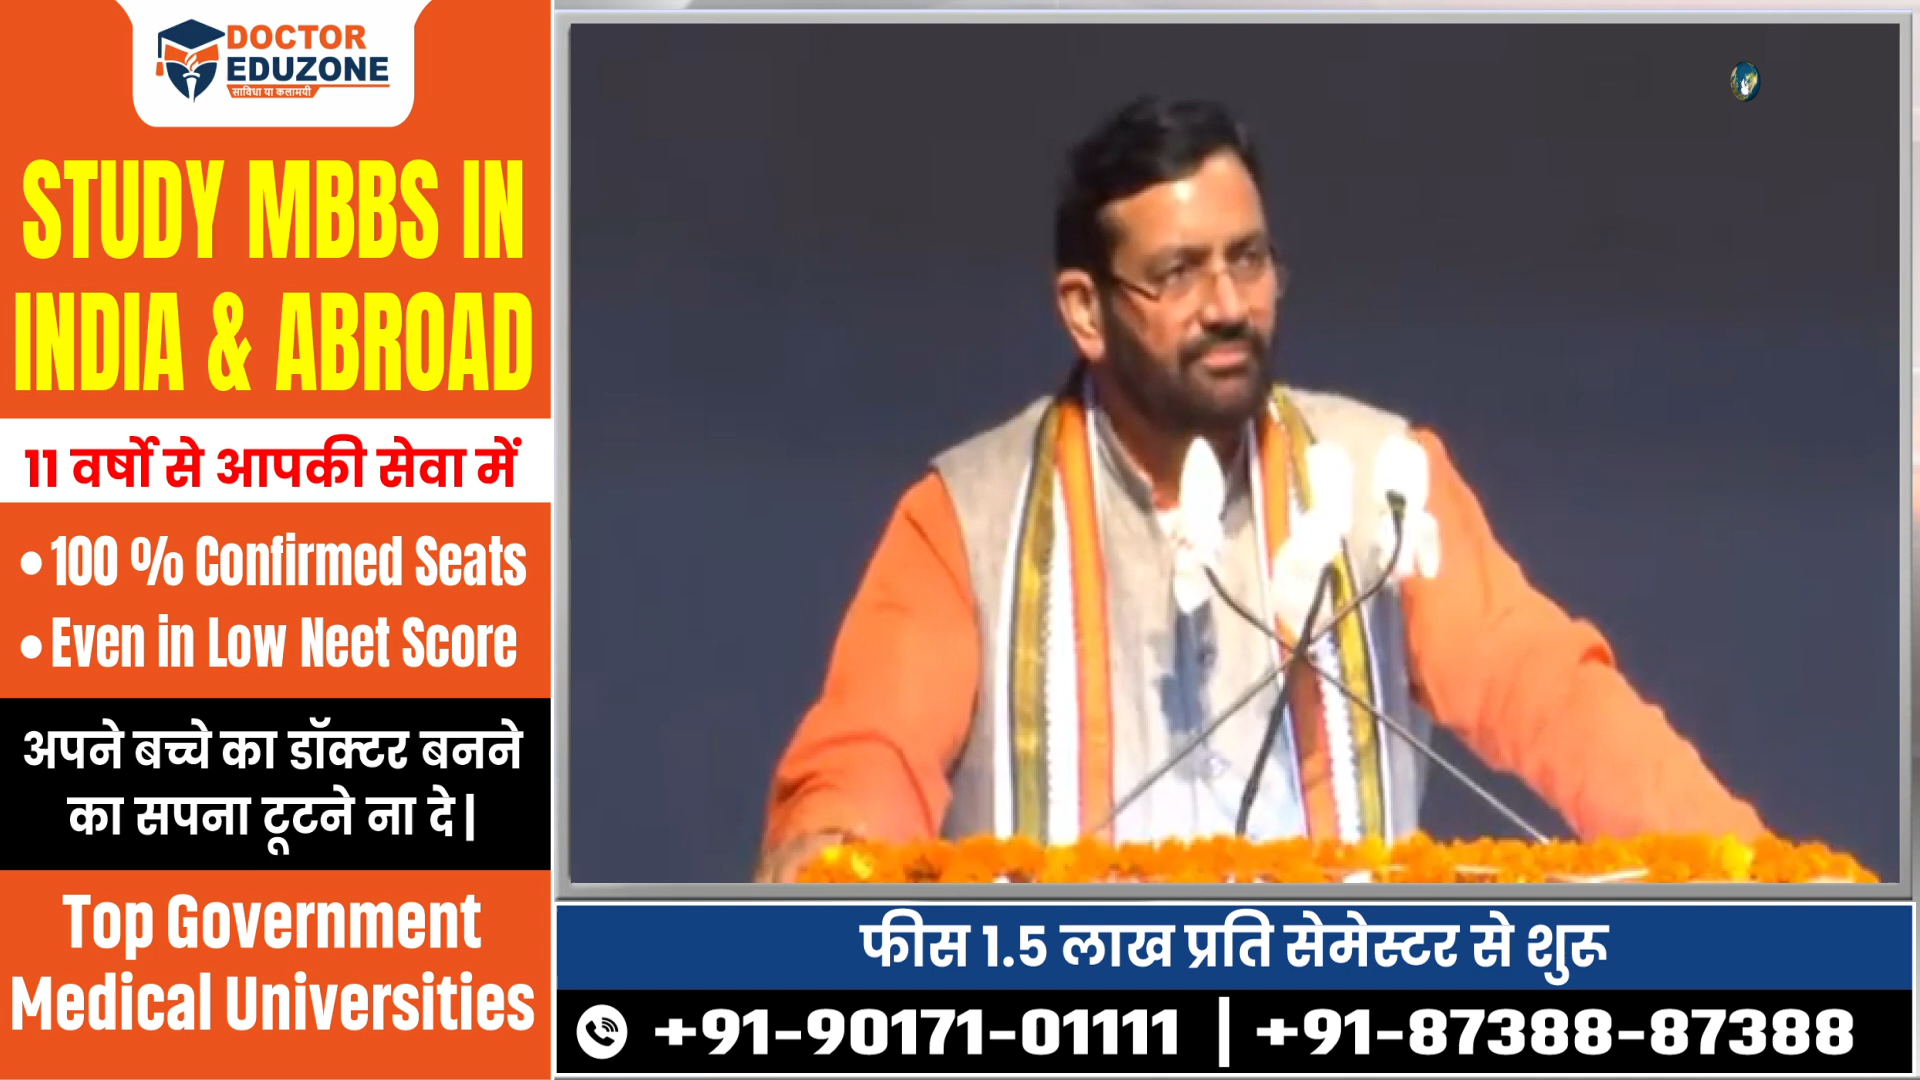 DOCTOR
EDUZONE
साविधा या कलामयी
STUDY MBBS IN
INDIA & ABROAD
11 वर्षो से आपकी सेवा में
• 100 % Confirmed Seats
• Even in Low Neet Score
अपने बच्चे का डॉक्टर बनने
का सपना टूटने ना दे |
Top Government
Medical Universities
फीस 1.5 लाख प्रति सेमेस्टर से शुरू
+91-90171-01111 | +91-87388-87388